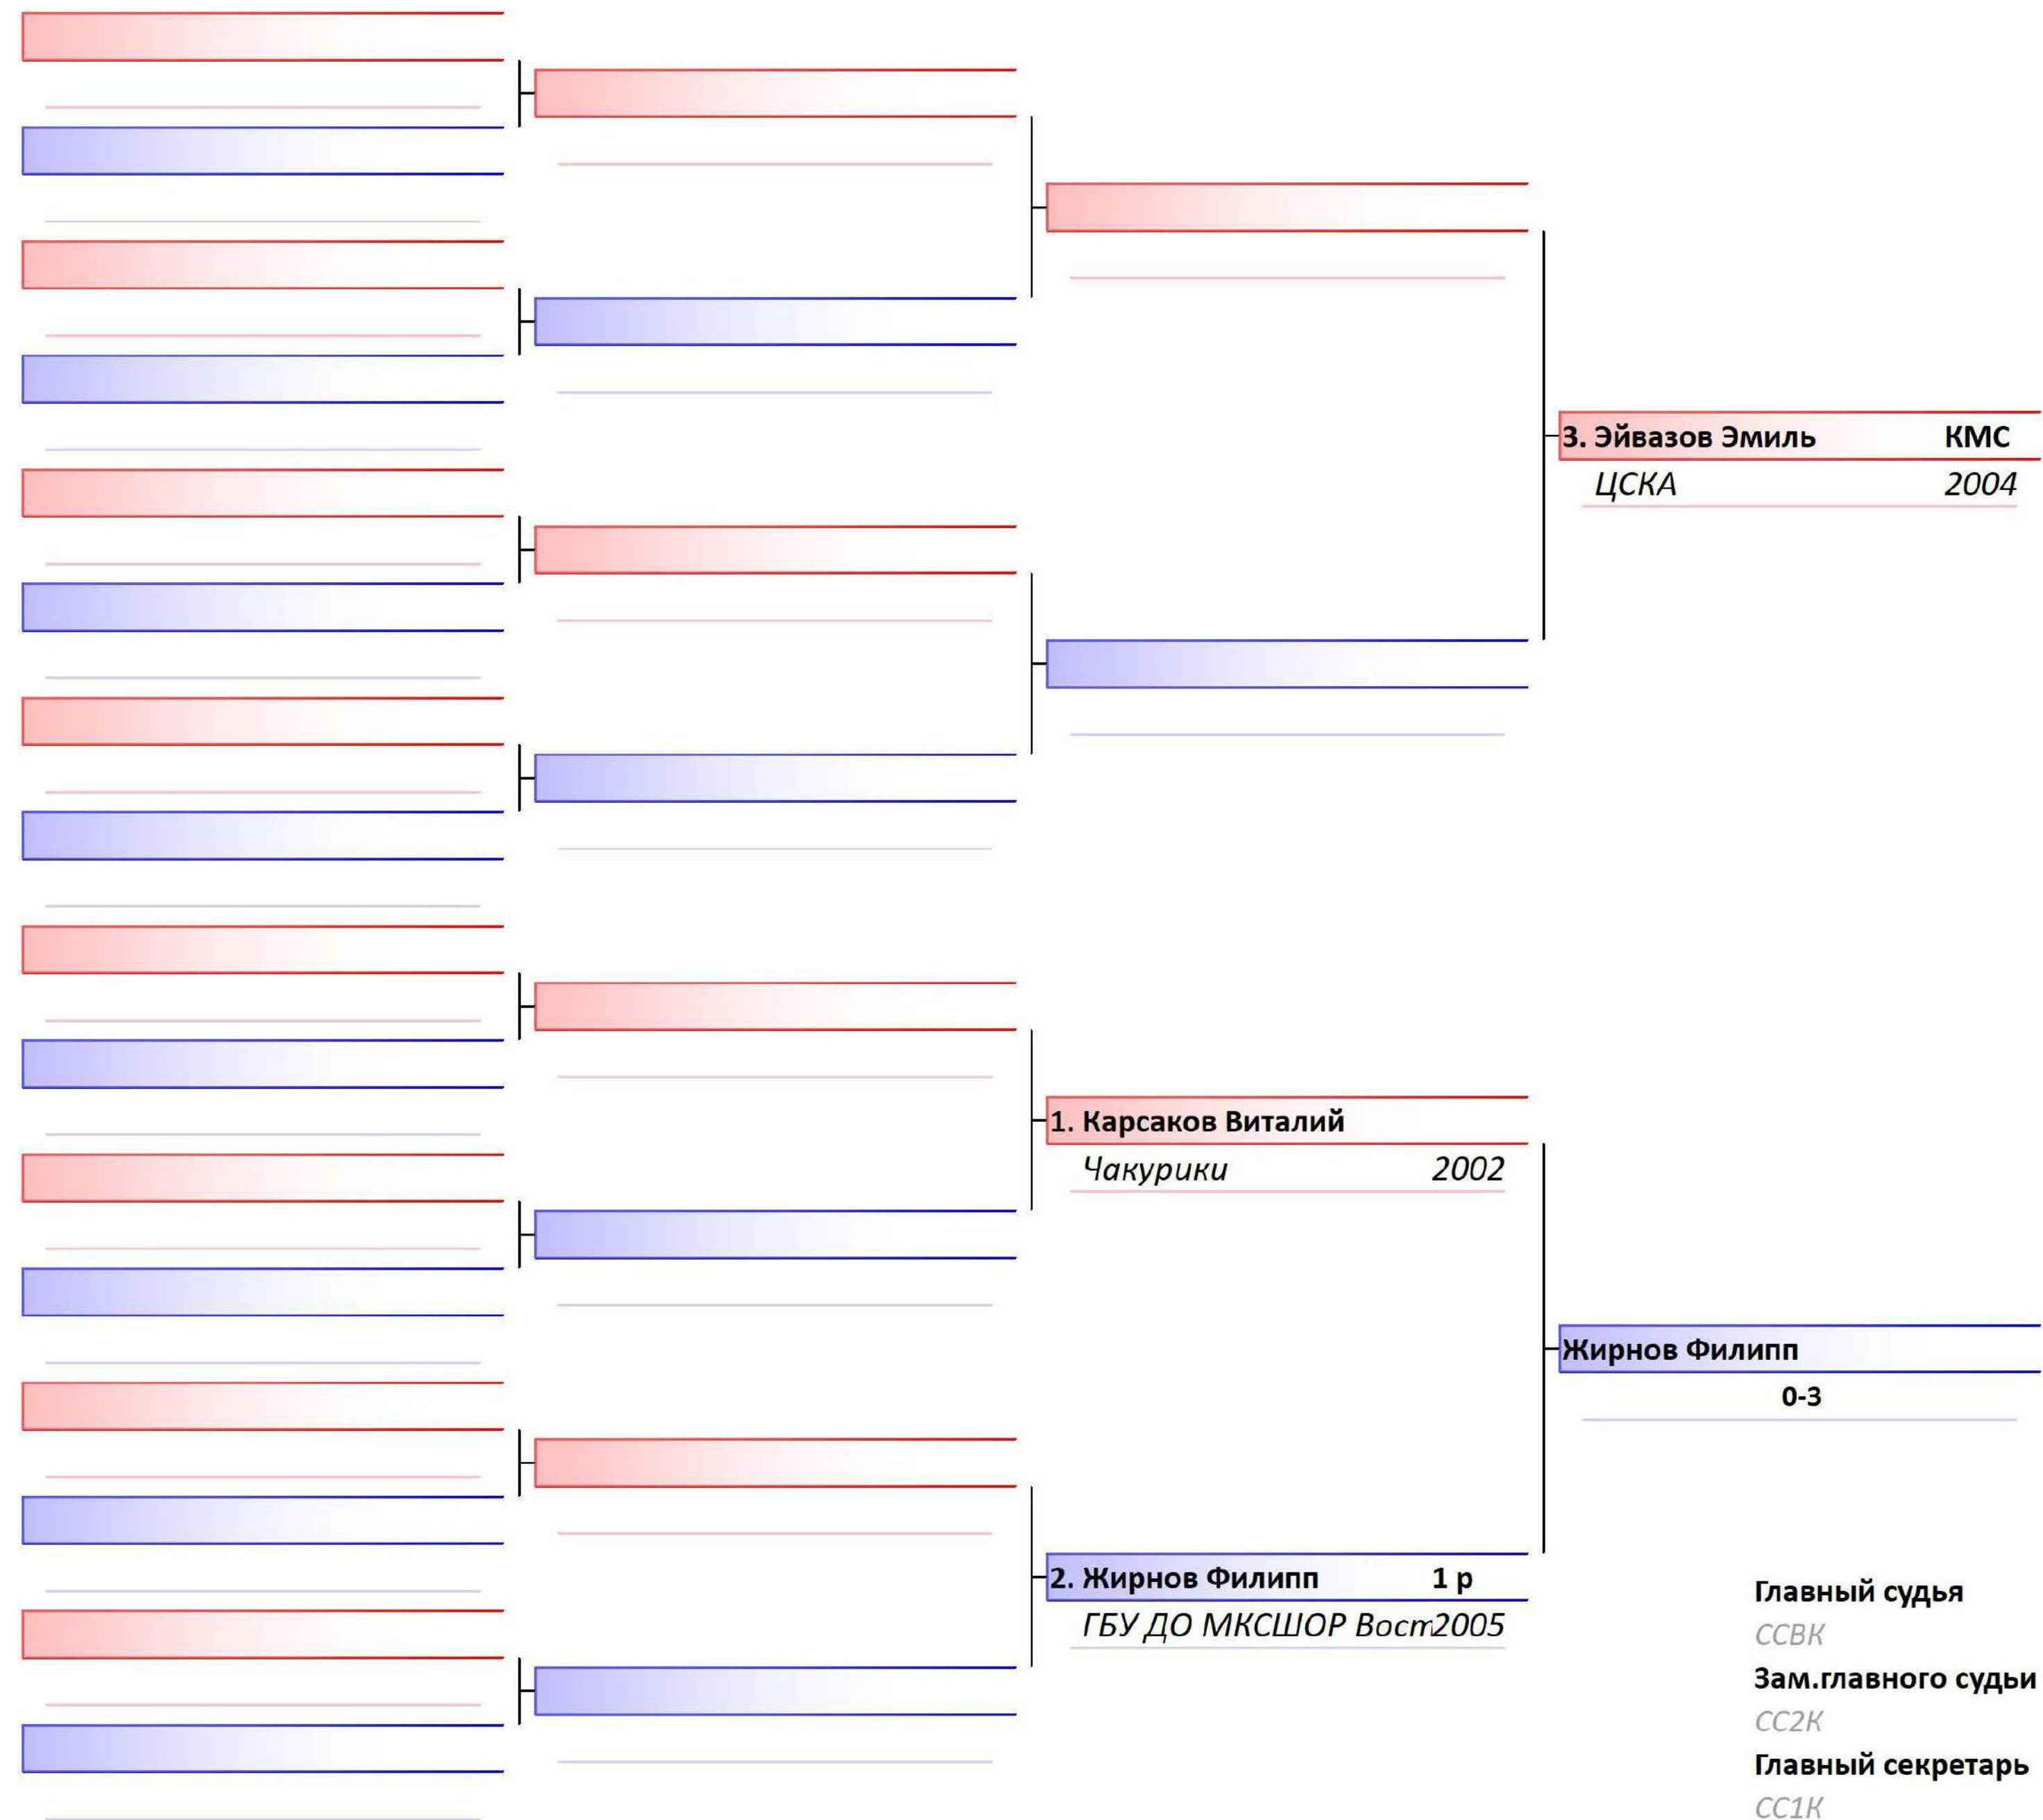 3. Эйвазов Эмиль КМС
ЦСКА 2004
1. Карсаков Виталий
Чакурики 2002
Жирнов Филипп
0-3
2. Жирнов Филипп 1 р
ГБУ ДО МКСШОР Вост2005
Главный судья
ССВК
Зам.главного судьи
СС2К
Главный секретарь
СС1К